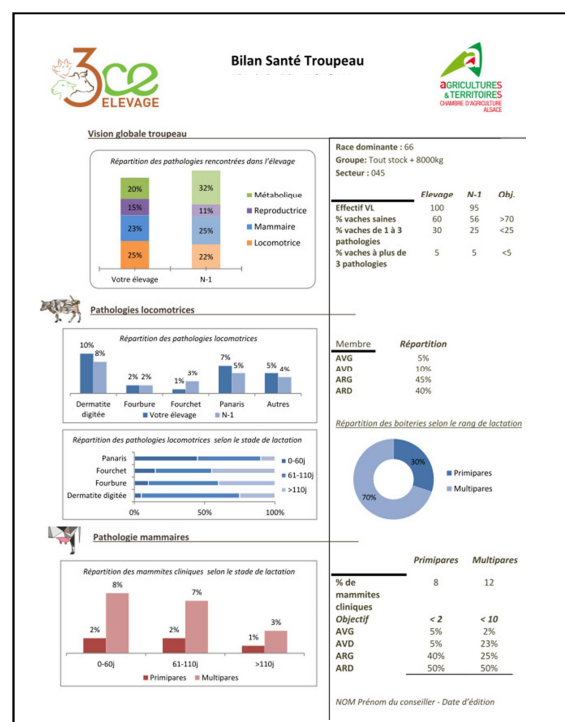 3ce
ELEVAGE
Bilan Santé Troupeau
aGRICULTURES
& TERRITOIRES
CHAMBRE D'AGRICULTURE
ALSACE
Vision globale troupeau
Répartition des pathologies rencontrées dans l'élevage
20%
15%
23%
25%
32%
11%
25%
22%
Métabolique
Reproductrice
Mammaire
Locomotrice
Votre élevage N-1
Race dominante : 66
Groupe: Tout stock + 8000kg
Secteur : 045
Elevage N-1 Obj.
Effectif VL 100 95
% vaches saines 60 56 >70
% vaches de 1 à 3 30 25 <25
pathologies
% vaches à plus de 5 5 <5
3 pathologies
Pathologies locomotrices
Répartition des pathologies locomotrices
10% 8% 2% 2% 1% 3% 7% 5% 5% 4%
Dermatite Fourbure Fourchet Panaris Autres
digitée
Votre élevage N-1
Membre Répartition
AVG 5%
AVD 10%
ARG 45%
ARD 40%
Répartition des pathologies locomotrices selon le stade de lactation
Panaris
Fourchet
Fourbure
Dermatite digitée
0% 50% 100%
0-60j
61-110j
>110j
Répartition des boiteries selon le rang de lactation
30%
70%
Primipares
Multipares
Pathologie mammaires
Répartition des mammites cliniques selon le stade de lactation
2% 8% 2% 7% 1% 3%
0-60j 61-110j >110j
Primipares Multipares
Primipares Multipares
% de 8 12
mammites
cliniques
Objectif < 2 < 10
AVG 5% 2%
AVD 5% 23%
ARG 40% 25%
ARD 50% 50%
NOM Prénom du conseiller - Date d'édition